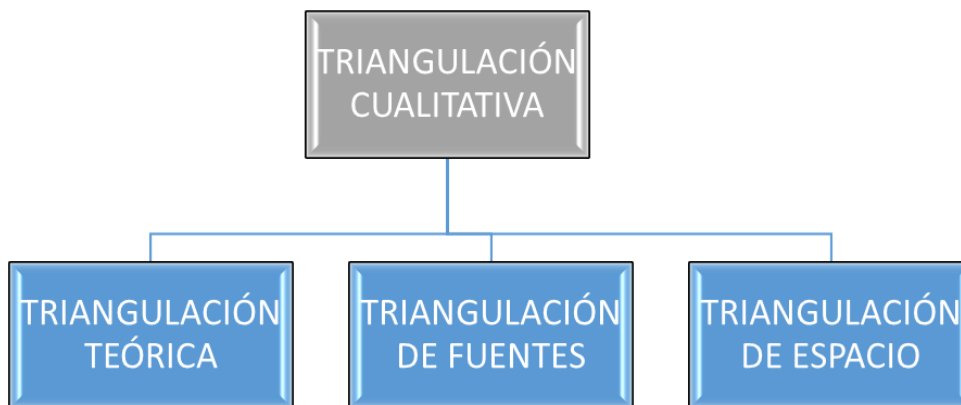 TRIANGULACIÓN
CUALITATIVA
TRIANGULACIÓN
TEÓRICA
TRIANGULACIÓN
DE FUENTES
TRIANGULACIÓN
DE ESPACIO